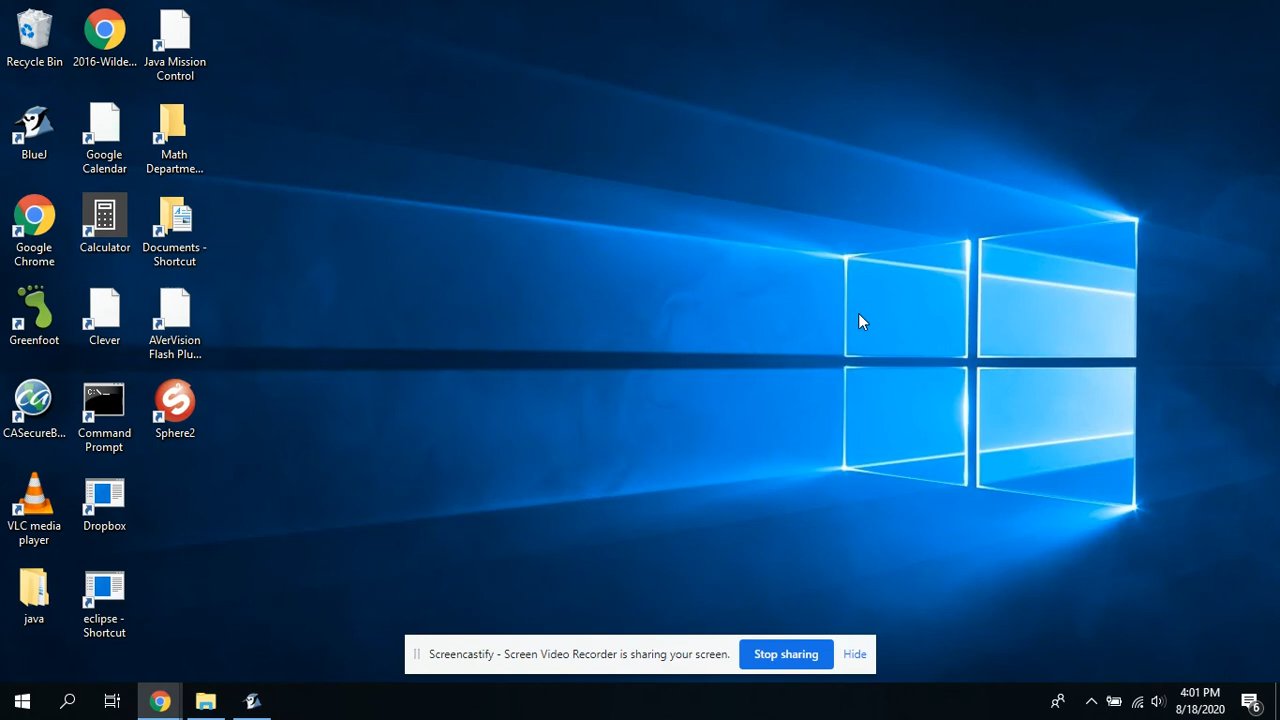 Recycle Bin
2016-Wilde...
Java Mission
Control
BlueJ
Google
Calendar
Math
Departme...
Google
Chrome
Calculator
Documents -
Shortcut
Greenfoot
Clever
AVerVision
Flash Plu...
CASecureB...
Command
Prompt
Sphere2
VLC media
player
Dropbox
java
eclipse -
Shortcut
Screencastify - Screen Video Recorder is sharing your screen.
Stop sharing
Hide
4:01 PM
8/18/2020
6
ca
C:\